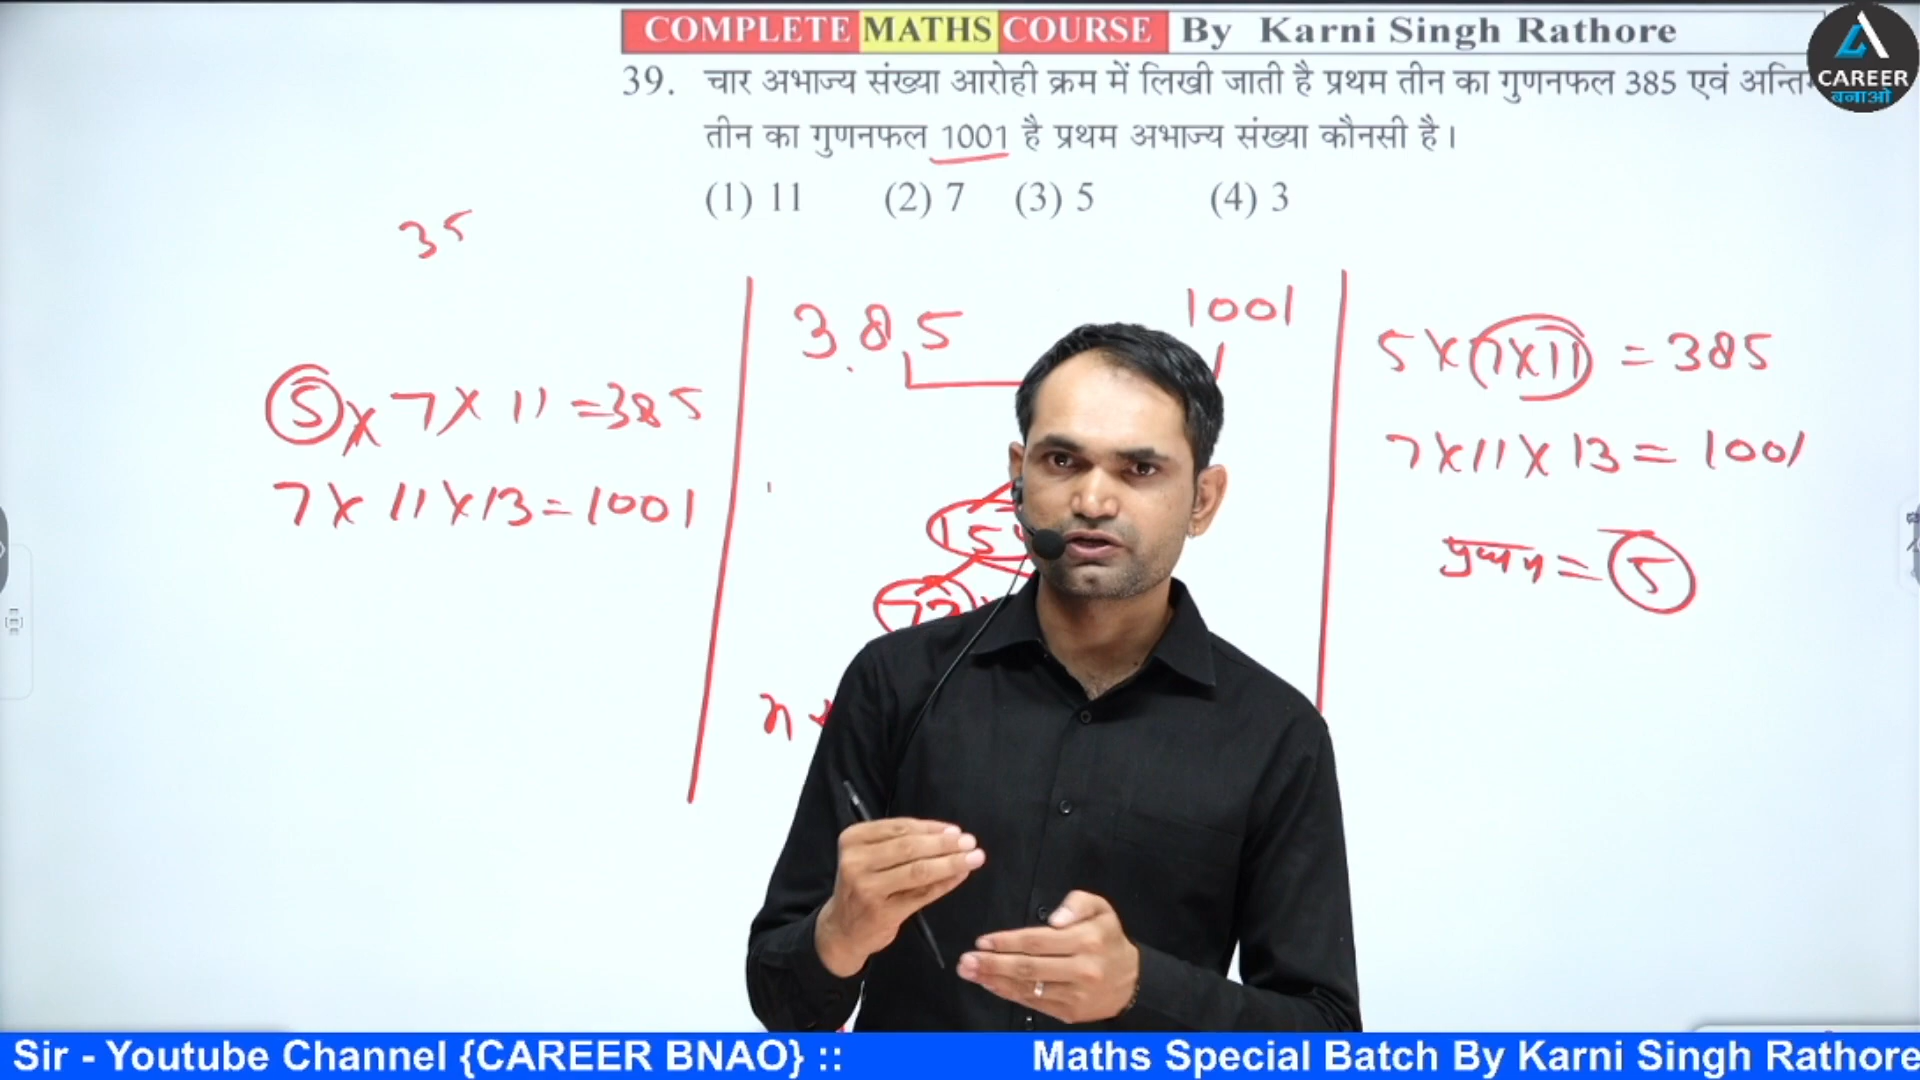 COMPLETE MATHS COURSE By Karni Singh Rathore
CAREER
बनाओ
39. चार अभाज्य संख्या आरोही क्रम में लिखी जाती है प्रथम तीन का गुणनफल 385 एवं
तीन का गुणनफल 1001 है प्रथम अभाज्य संख्या कौनसी है।
(1) 11 (2) 7 (3) 5 (4) 3
35
5 x 7 x 11 = 385
7 x 11 x 13 = 1001
385 1001
5 x 7 x 11 = 385
7 x 11 x 13 = 1001
प्रथम = 5
Sir - Youtube Channel {CAREER BNAO} :: Maths Special Batch By Karni Singh Rathore